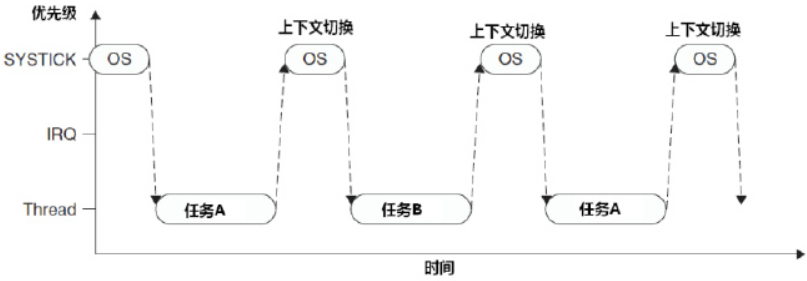 优先级
上下文切换 上下文切换 上下文切换
SYSTICK OS OS OS OS
IRQ
Thread 任务A 任务B 任务A
时间